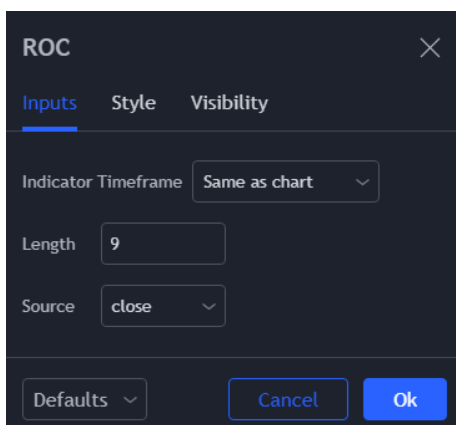 ROC
Inputs Style Visibility
Indicator Timeframe Same as chart
Length 9
Source close
Defaults Cancel Ok